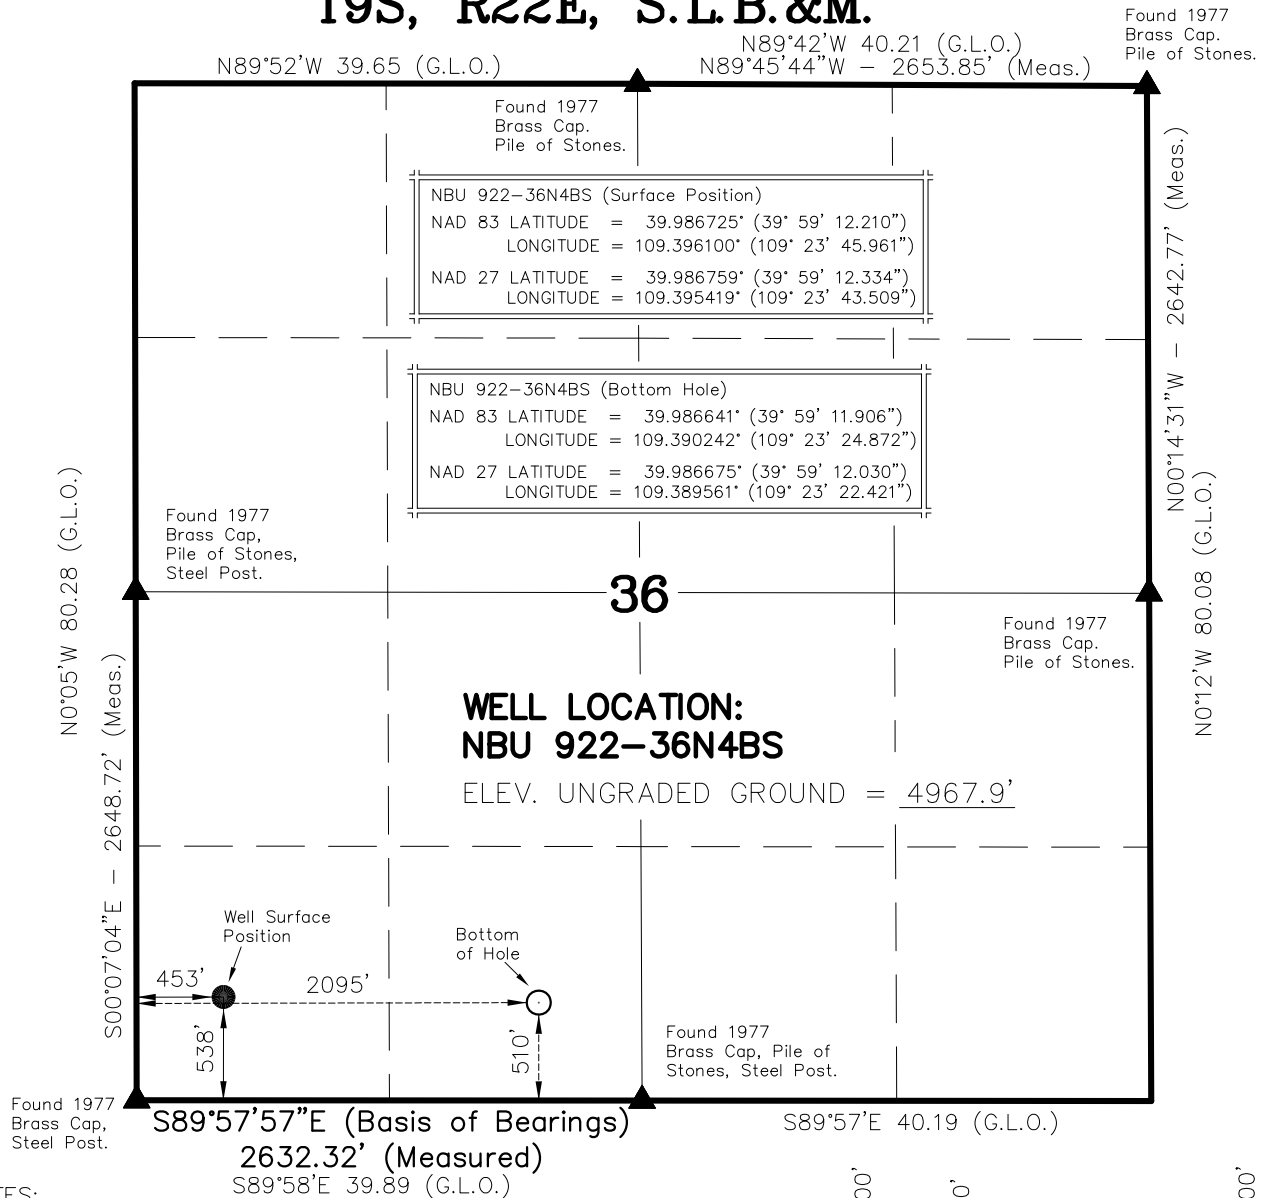 T9S, R22E, S.L.B.&M.
N89°52'W 39.65 (G.L.O.)
N89°42'W 40.21 (G.L.O.)
N89°45'44"W - 2653.85' (Meas.)
Found 1977
Brass Cap.
Pile of Stones.
Found 1977
Brass Cap.
Pile of Stones.
NBU 922-36N4BS (Surface Position)
NAD 83 LATITUDE = 39.986725° (39° 59' 12.210")
LONGITUDE = 109.396100° (109° 23' 45.961")
NAD 27 LATITUDE = 39.986759° (39° 59' 12.334")
LONGITUDE = 109.395419° (109° 23' 43.509")
NBU 922-36N4BS (Bottom Hole)
NAD 83 LATITUDE = 39.986641° (39° 59' 11.906")
LONGITUDE = 109.390242° (109° 23' 24.872")
NAD 27 LATITUDE = 39.986675° (39° 59' 12.030")
LONGITUDE = 109.389561° (109° 23' 22.421")
N00°14'31"W - 2642.77' (Meas.)
N0°12'W 80.08 (G.L.O.)
N0°05'W 80.28 (G.L.O.)
S00°07'04"E - 2648.72' (Meas.)
Found 1977
Brass Cap,
Pile of Stones,
Steel Post.
36
Found 1977
Brass Cap.
Pile of Stones.
WELL LOCATION:
NBU 922-36N4BS
ELEV. UNGRADED GROUND = 4967.9'
Well Surface
Position
Bottom
of Hole
453'
2095'
538'
510'
Found 1977
Brass Cap, Pile of
Stones, Steel Post.
Found 1977
Brass Cap,
Steel Post.
S89°57'57"E (Basis of Bearings)
2632.32' (Measured)
S89°58'E 39.89 (G.L.O.)
S89°57'E 40.19 (G.L.O.)